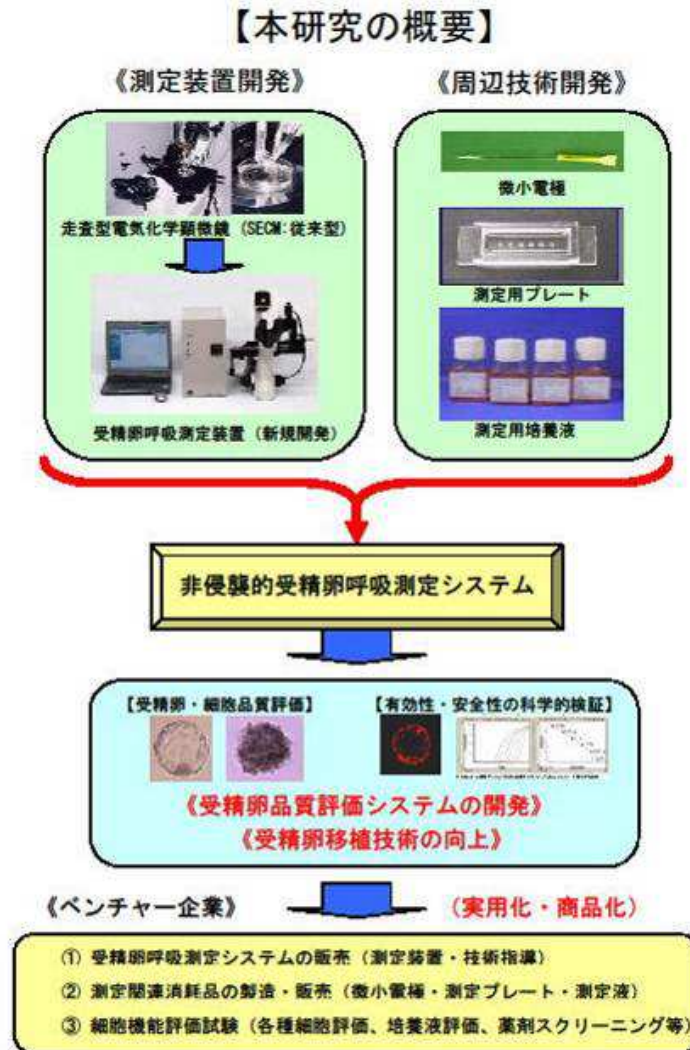 【本研究の概要】
《測定装置開発》
《周辺技術開発》
走査型電気化学顕微鏡（SECM:従来型）
受精卵呼吸測定装置（新規開発）
微小電極
測定用プレート
測定用培養液
非侵襲的受精卵呼吸測定システム
【受精卵・細胞品質評価】
【有効性・安全性の科学的検証】
《受精卵品質評価システムの開発》
《受精卵移植技術の向上》
《ベンチャー企業》
（実用化・商品化）
① 受精卵呼吸測定システムの販売（測定装置・技術指導）
② 測定関連消耗品の製造・販売（微小電極・測定プレート・測定液）
③ 細胞機能評価試験（各種細胞評価、培養液評価、薬剤スクリーニング等）